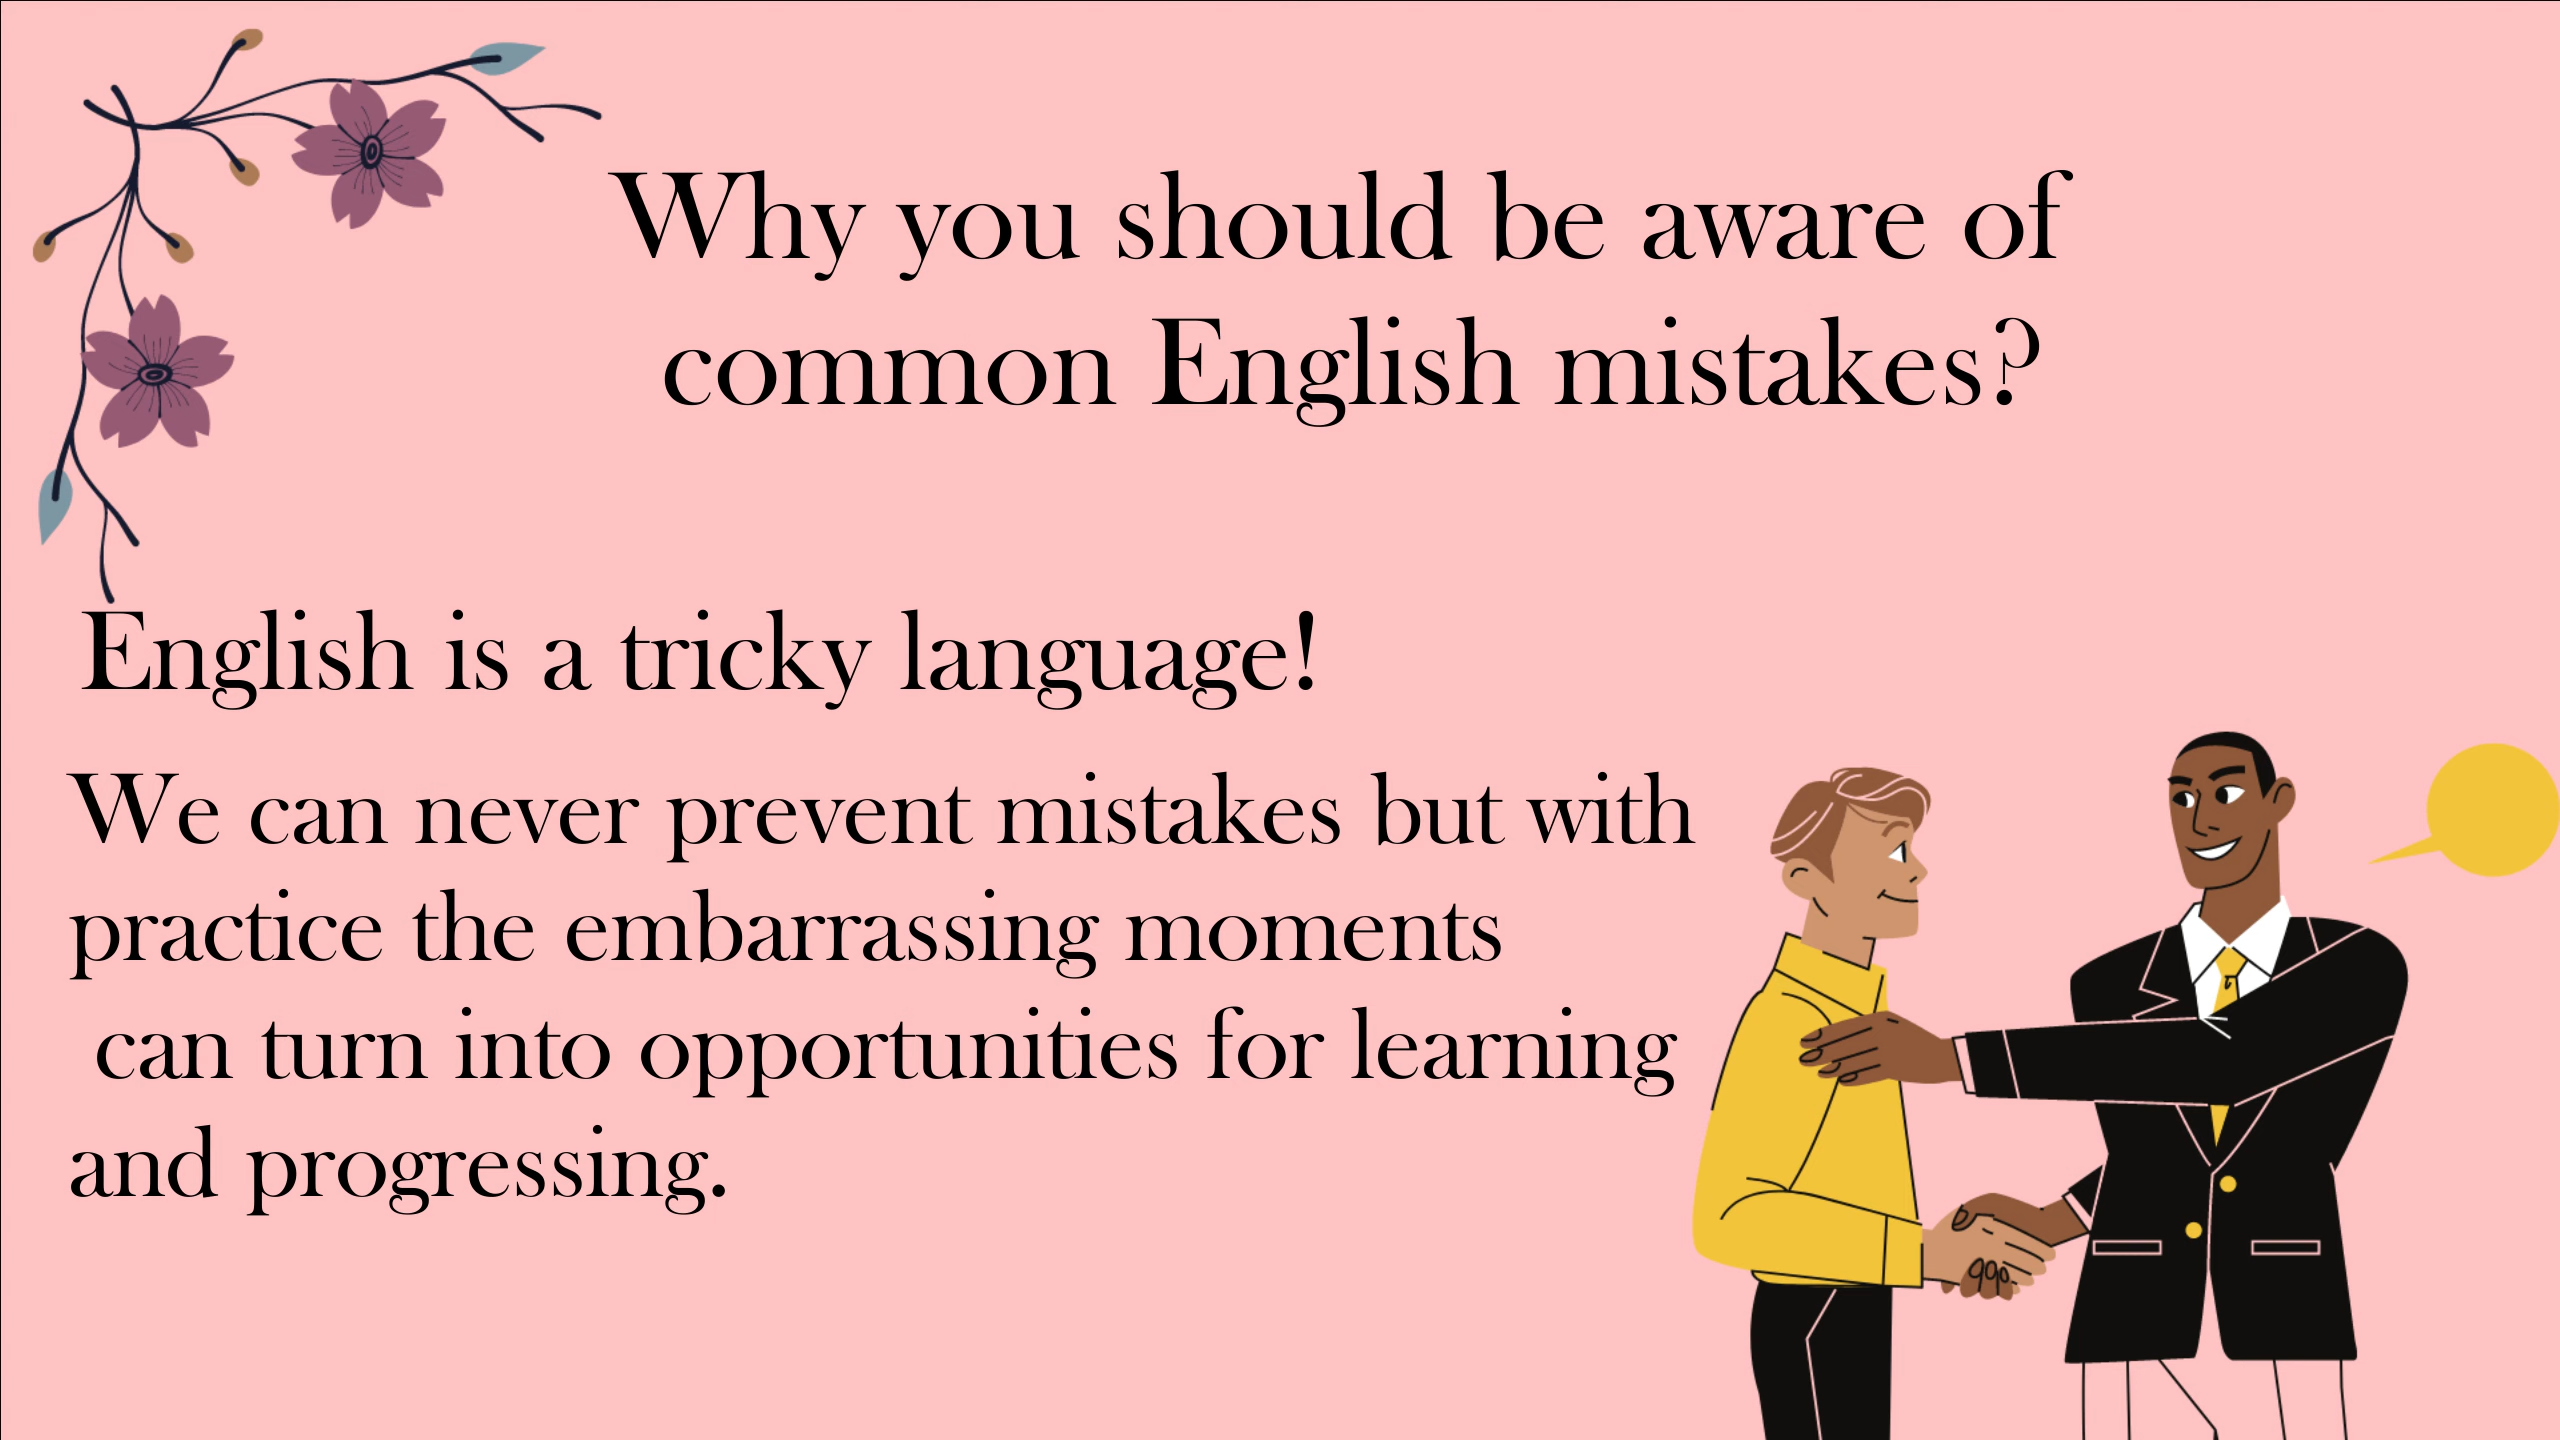 Why you should be aware of
common English mistakes?
English is a tricky language!
We can never prevent mistakes but with
practice the embarrassing moments
can turn into opportunities for learning
and progressing.